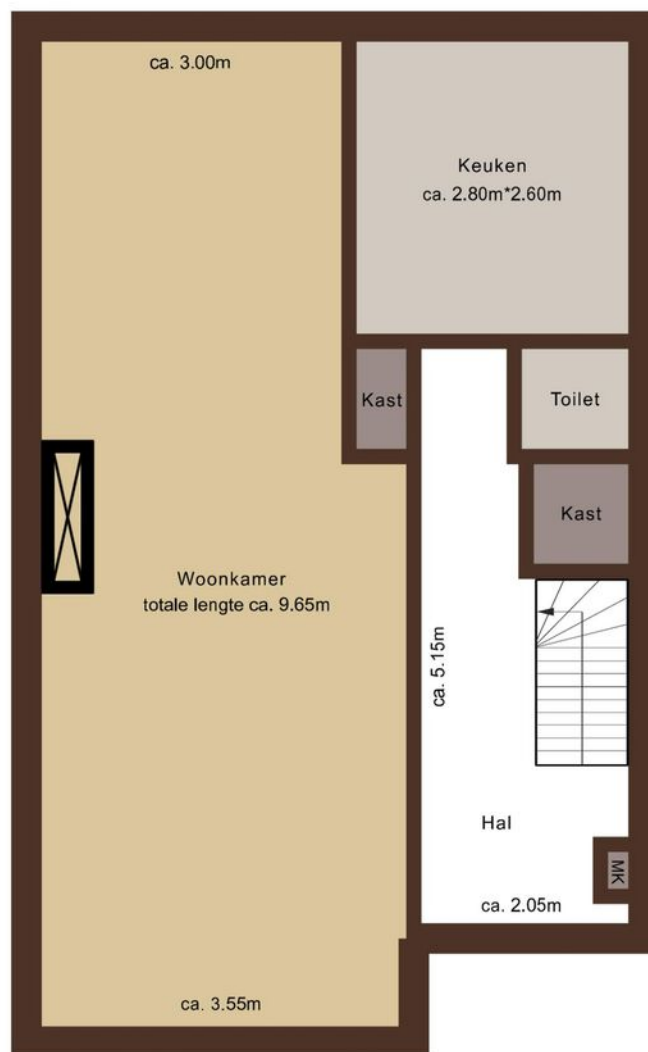 ca. 3.00m
Keuken
ca. 2.80m*2.60m
Kast
Toilet
Kast
Woonkamer
totale lengte ca. 9.65m
ca. 5.15m
Hal
MK
ca. 2.05m
ca. 3.55m